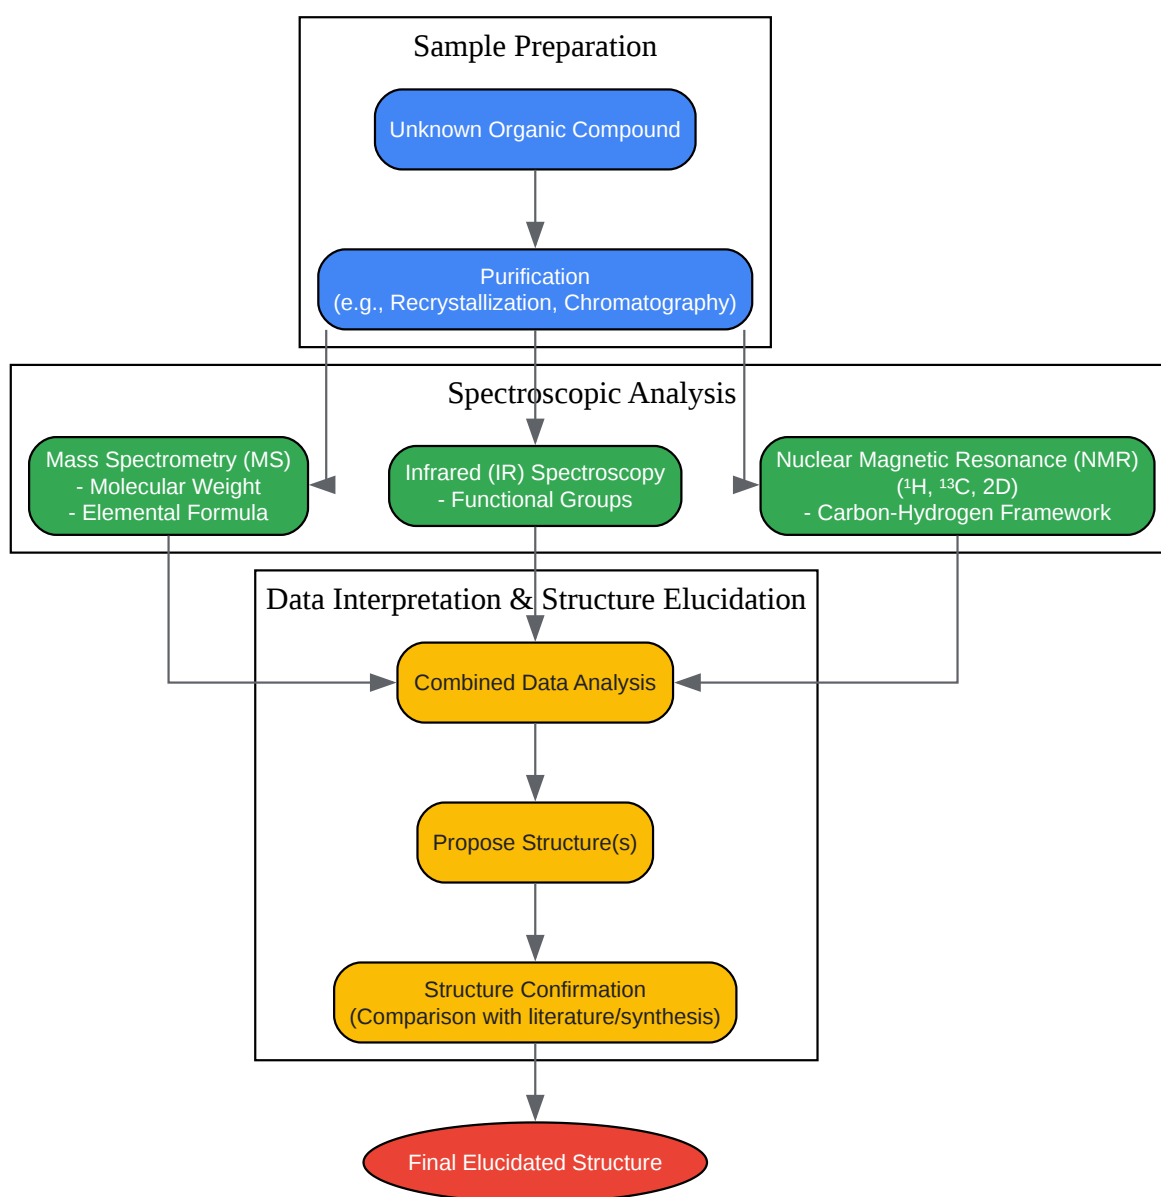 Sample Preparation
Unknown Organic Compound
Purification
(e.g., Recrystallization, Chromatography)
Spectroscopic Analysis
Mass Spectrometry (MS)
- Molecular Weight
- Elemental Formula
Infrared (IR) Spectroscopy
- Functional Groups
Nuclear Magnetic Resonance (NMR)
(¹H, ¹³C, 2D)
- Carbon-Hydrogen Framework
Data Interpretation & Structure Elucidation
Combined Data Analysis
Propose Structure(s)
Structure Confirmation
(Comparison with literature/synthesis)
Final Elucidated Structure